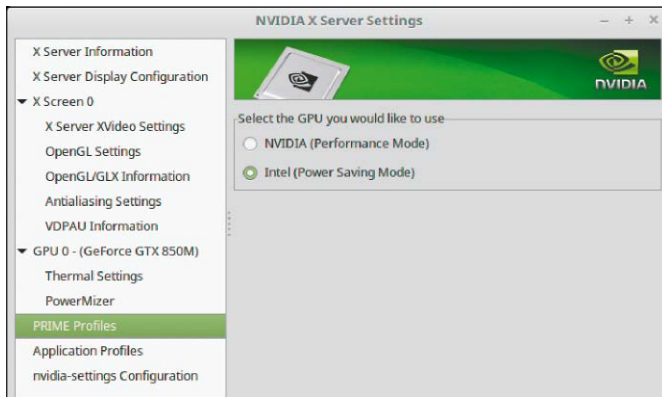 NVIDIA X Server Settings
X Server Information
X Server Display Configuration
X Screen 0
X Server XVideo Settings
OpenGL Settings
OpenGL/GLX Information
Antialiasing Settings
VDPAU Information
GPU 0 - (GeForce GTX 850M)
Thermal Settings
PowerMizer
PRIME Profiles
Application Profiles
nvidia-settings Configuration
NVIDIA
Select the GPU you would like to use
NVIDIA (Performance Mode)
Intel (Power Saving Mode)